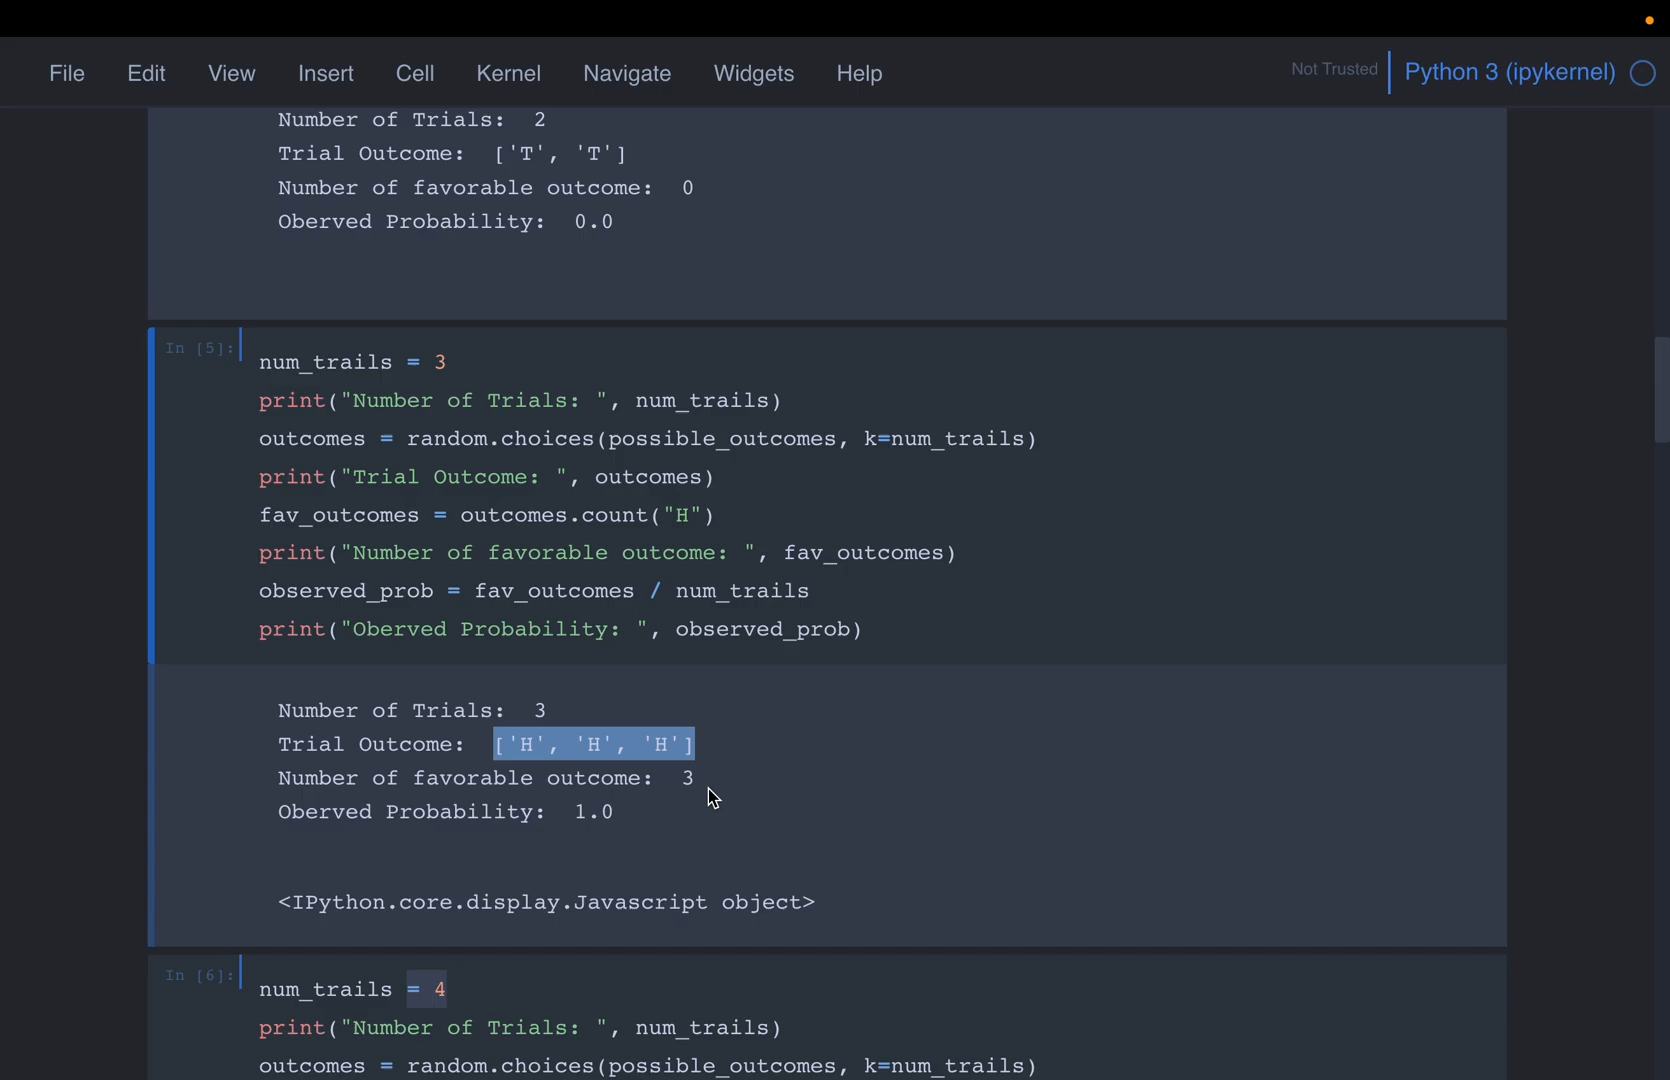 File Edit View Insert Cell Kernel Navigate Widgets Help Not Trusted Python 3 (ipykernel)
Number of Trials:  2
Trial Outcome:  ['T', 'T']
Number of favorable outcome:  0
Oberved Probability:  0.0
In [5]:
num_trails = 3
print("Number of Trials: ", num_trails)
outcomes = random.choices(possible_outcomes, k=num_trails)
print("Trial Outcome: ", outcomes)
fav_outcomes = outcomes.count("H")
print("Number of favorable outcome: ", fav_outcomes)
observed_prob = fav_outcomes / num_trails
print("Oberved Probability: ", observed_prob)
Number of Trials:  3
Trial Outcome:  ['H', 'H', 'H']
Number of favorable outcome:  3
Oberved Probability:  1.0
<IPython.core.display.Javascript object>
In [6]:
num_trails = 4
print("Number of Trials: ", num_trails)
outcomes = random.choices(possible_outcomes, k=num_trails)